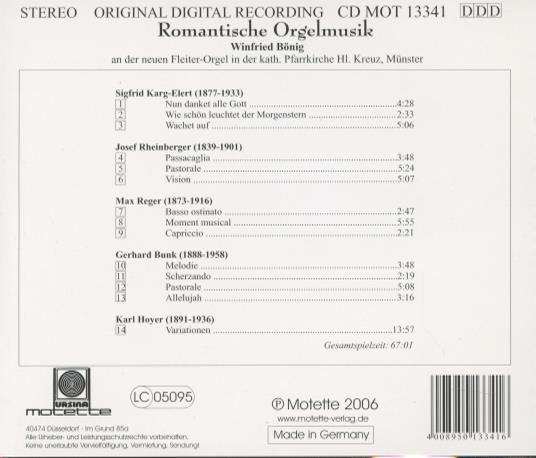 STEREO ORIGINAL DIGITAL RECORDING CD MOT 13341 DDD
Romantische Orgelmusik
Winfried Bönig
an der neuen Fleiter-Orgel in der kath. Pfarrkirche Hl. Kreuz, Münster
Sigfrid Karg-Elert (1877-1933)
1 Nun danket alle Gott 4:28
2 Wie schön leuchtet der Morgenstern 2:33
3 Wachet auf 5:06
Josef Rheinberger (1839-1901)
4 Passacaglia 3:48
5 Pastorale 5:24
6 Vision 5:07
Max Reger (1873-1916)
7 Basso ostinato 2:47
8 Moment musical 5:55
9 Capriccio 2:21
Gerhard Bunk (1888-1958)
10 Melodie 3:48
11 Scherzando 2:19
12 Pastorale 5:08
13 Allelujah 3:16
Karl Hoyer (1891-1936)
14 Variationen 13:57
Gesamtspielzeit: 67:01
URSINA
motette
LC 05095
℗ Motette 2006
www.motette-verlag.de
Made in Germany
40474 Düsseldorf · Im Grund 85a
Alle Urheber- und Leistungsschutzrechte vorbehalten.
Keine unerlaubte Vervielfältigung, Vermietung, Sendung!
4 008950 133416